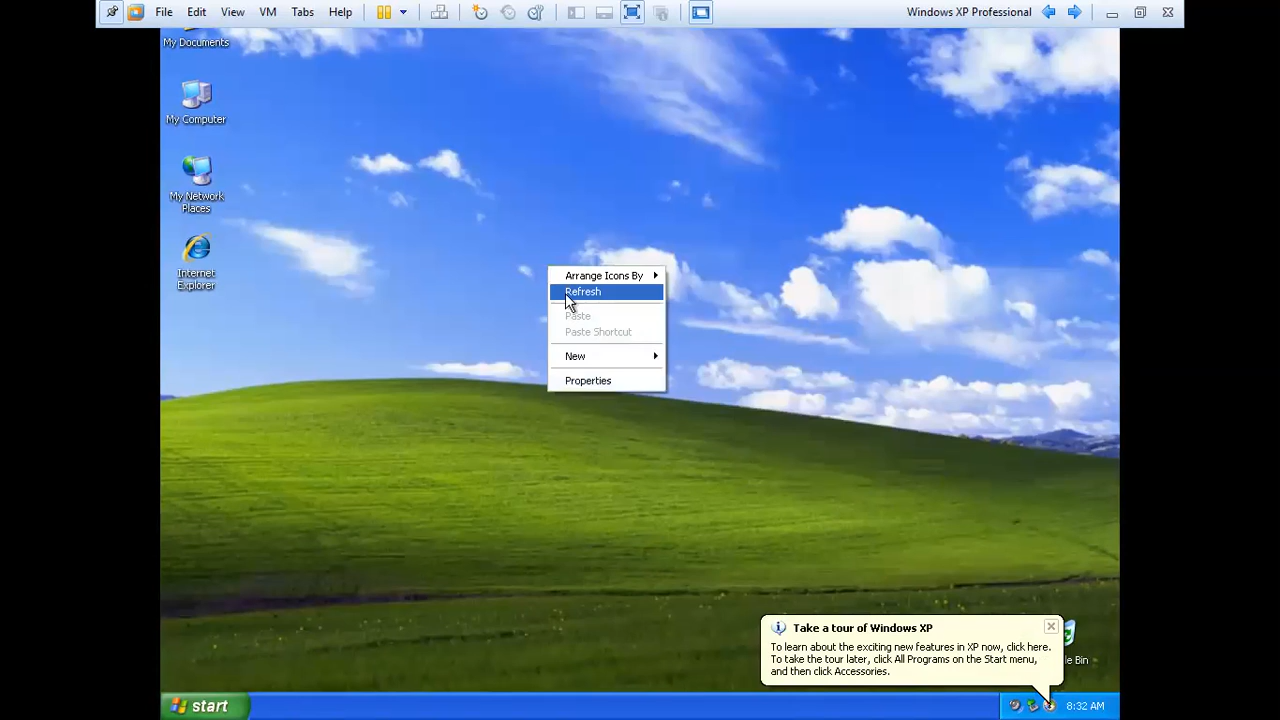 File Edit View VM Tabs Help Windows XP Professional
My Documents
My Computer
My Network
Places
Internet
Explorer
Arrange Icons By
Refresh
Paste
Paste Shortcut
New
Properties
Take a tour of Windows XP
To learn about the exciting new features in XP now, click here.
To take the tour later, click All Programs on the Start menu,
and then click Accessories.
Bin
start
8:32 AM